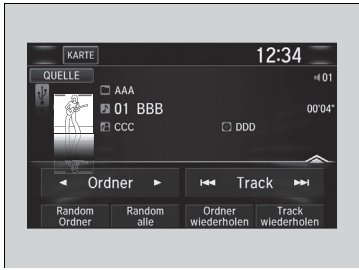 KARTE 12:34
QUELLE 01
AAA
01 BBB 00'04"
CCC DDD
Ordner Track
Random Ordner Random alle Ordner wiederholen Track wiederholen